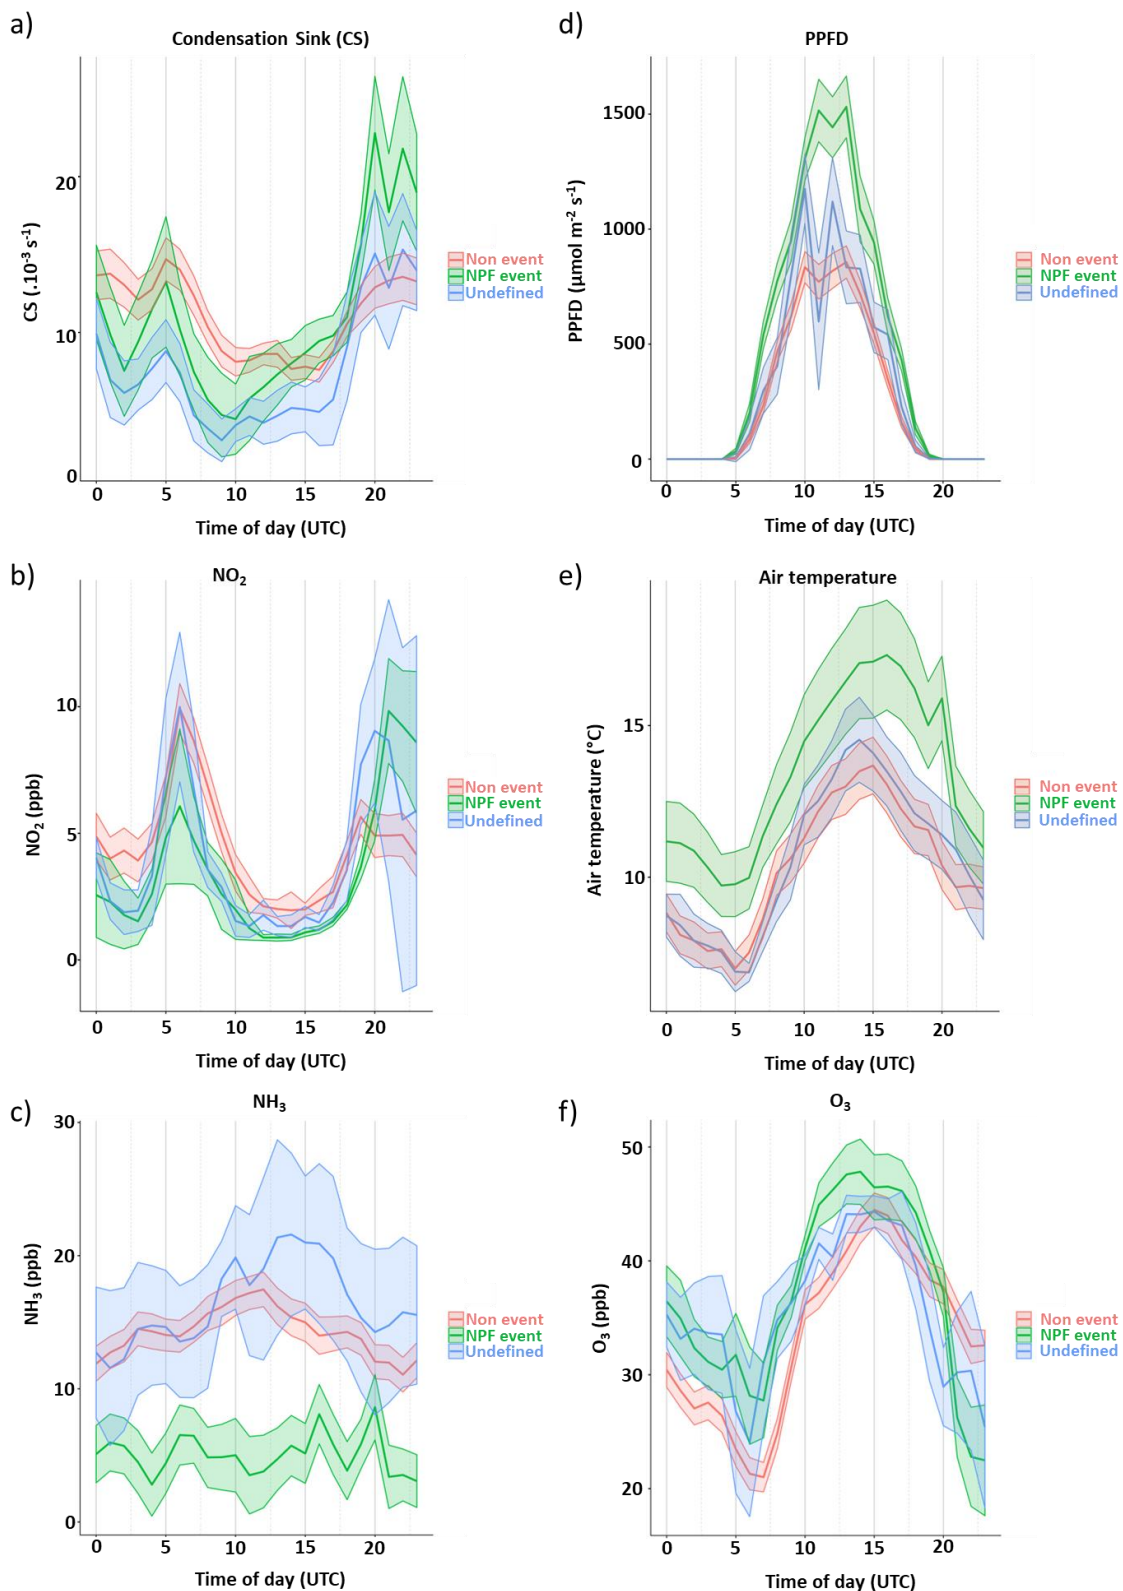 a)
Condensation Sink (CS)
CS (.10⁻³ s⁻¹)
20
10
0
0 5 10 15 20
Time of day (UTC)
Non event
NPF event
Undefined
d)
PPFD
PPFD (µmol m⁻² s⁻¹)
1500
1000
500
0
0 5 10 15 20
Time of day (UTC)
Non event
NPF event
Undefined
b)
NO₂
NO₂ (ppb)
10
5
0
0 5 10 15 20
Time of day (UTC)
Non event
NPF event
Undefined
e)
Air temperature
Air temperature (°C)
15
10
0 5 10 15 20
Time of day (UTC)
Non event
NPF event
Undefined
c)
NH₃
NH₃ (ppb)
30
20
10
0
0 5 10 15 20
Time of day (UTC)
Non event
NPF event
Undefined
f)
O₃
O₃ (ppb)
50
40
30
20
0 5 10 15 20
Time of day (UTC)
Non event
NPF event
Undefined